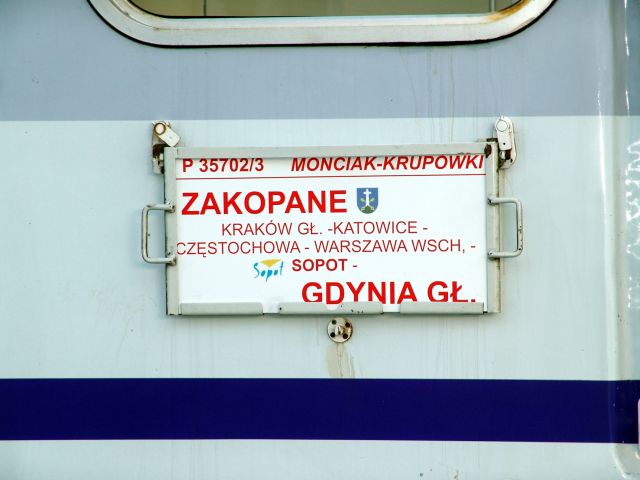 P 35702/3 MONCIAK-KRUPÓWKI
ZAKOPANE
KRAKÓW GŁ. -KATOWICE -
CZĘSTOCHOWA - WARSZAWA WSCH, -
Sopot SOPOT -
GDYNIA GŁ.